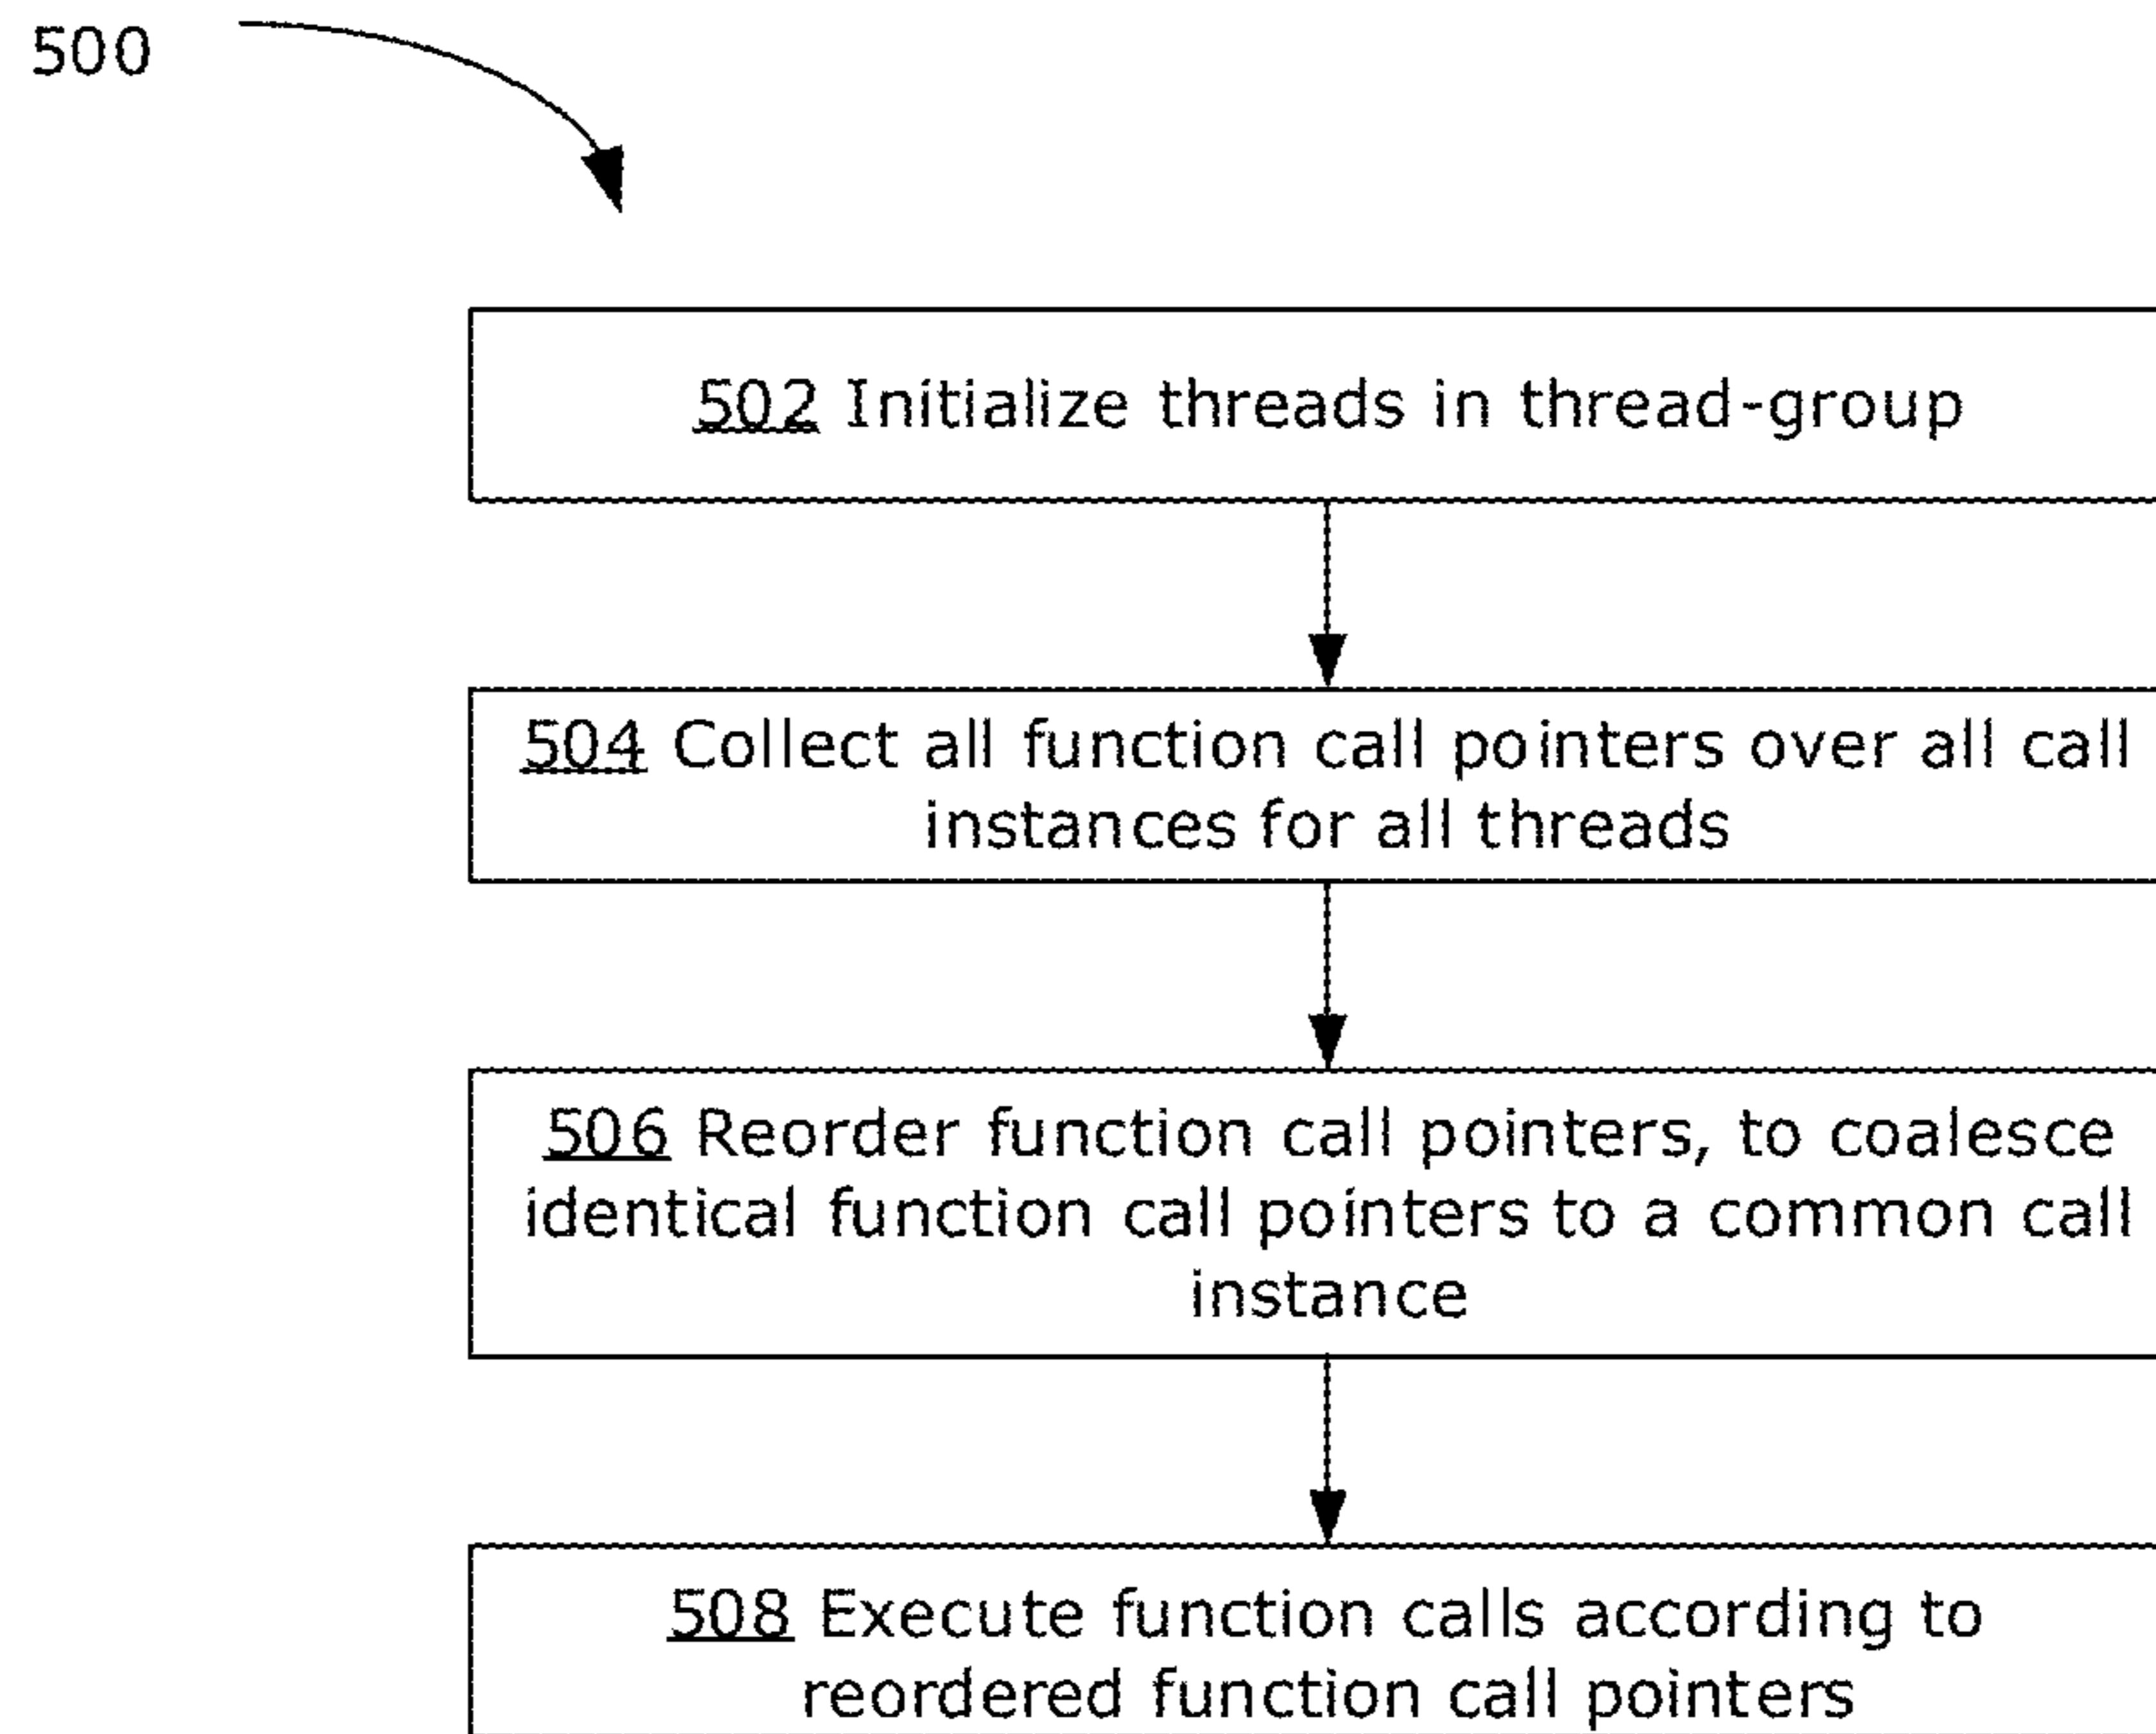 500
502 Initialize threads in thread-group
504 Collect all function call pointers over all call
instances for all threads
506 Reorder function call pointers, to coalesce
identical function call pointers to a common call
instance
508 Execute function calls according to
reordered function call pointers